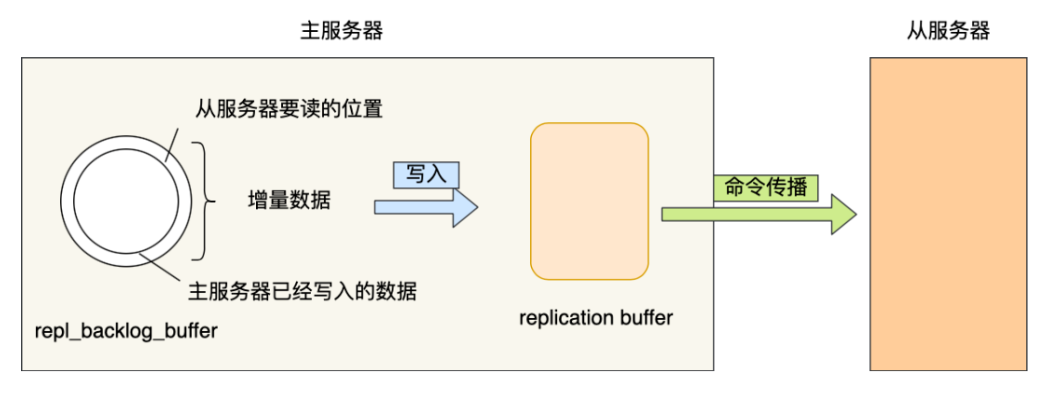 主服务器
从服务器
从服务器要读的位置
写入
命令传播
增量数据
主服务器已经写入的数据
replication buffer
repl_backlog_buffer